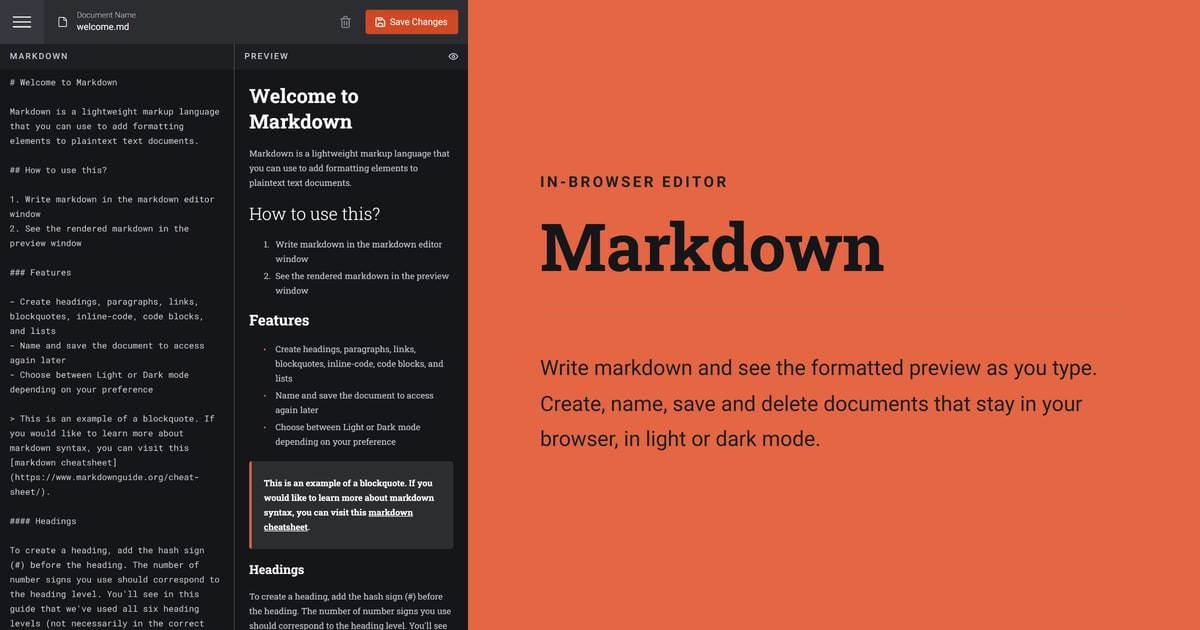 Document Name
welcome.md
Save Changes
MARKDOWN
# Welcome to Markdown
Markdown is a lightweight markup language
that you can use to add formatting
elements to plaintext text documents.
## How to use this?
1. Write markdown in the markdown editor
window
2. See the rendered markdown in the
preview window
### Features
- Create headings, paragraphs, links,
blockquotes, inline-code, code blocks,
and lists
- Name and save the document to access
again later
- Choose between Light or Dark mode
depending on your preference
> This is an example of a blockquote. If
you would like to learn more about
markdown syntax, you can visit this
[markdown cheatsheet]
(https://www.markdownguide.org/cheat-
sheet/).
#### Headings
To create a heading, add the hash sign
(#) before the heading. The number of
number signs you use should correspond to
the heading level. You'll see in this
guide that we've used all six heading
levels (not necessarily in the correct
PREVIEW
Welcome to
Markdown
Markdown is a lightweight markup language that
you can use to add formatting elements to
plaintext text documents.
How to use this?
1. Write markdown in the markdown editor
window
2. See the rendered markdown in the preview
window
Features
• Create headings, paragraphs, links,
blockquotes, inline-code, code blocks, and
lists
• Name and save the document to access
again later
• Choose between Light or Dark mode
depending on your preference
This is an example of a blockquote. If you
would like to learn more about markdown
syntax, you can visit this markdown
cheatsheet.
Headings
To create a heading, add the hash sign (#) before
the heading. The number of number signs you use
should correspond to the heading level. You'll see
IN-BROWSER EDITOR
Markdown
Write markdown and see the formatted preview as you type.
Create, name, save and delete documents that stay in your
browser, in light or dark mode.